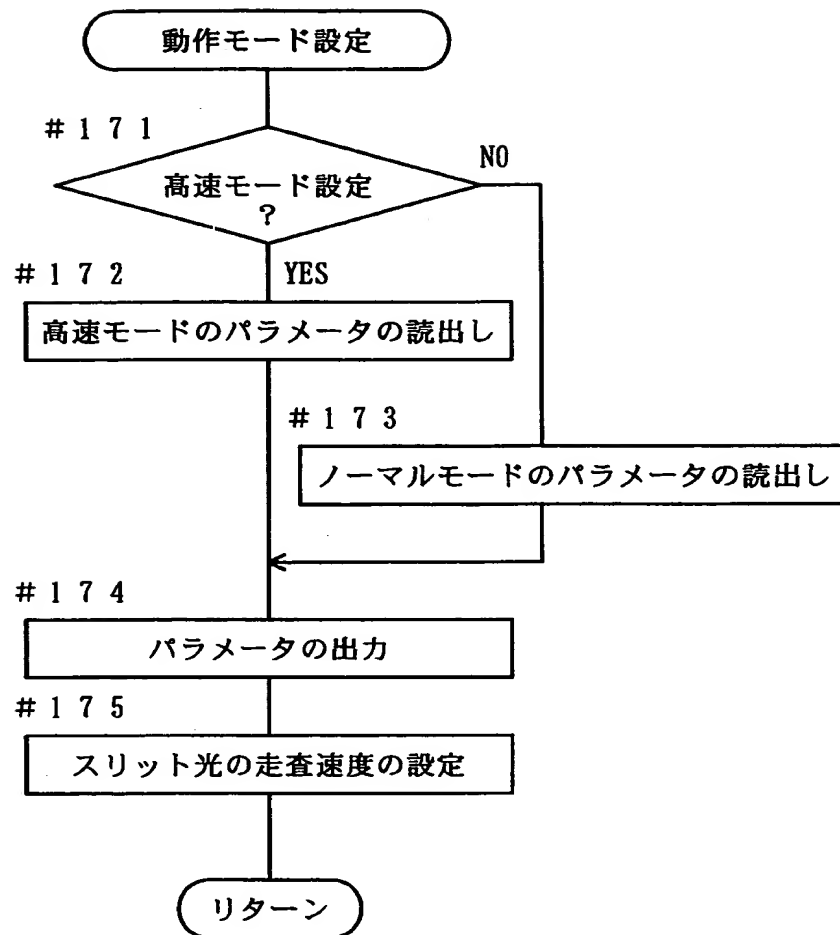 動作モード設定
#171
高速モード設定
?
NO
YES
#172
高速モードのパラメータの読出し
#173
ノーマルモードのパラメータの読出し
#174
パラメータの出力
#175
スリット光の走査速度の設定
リターン